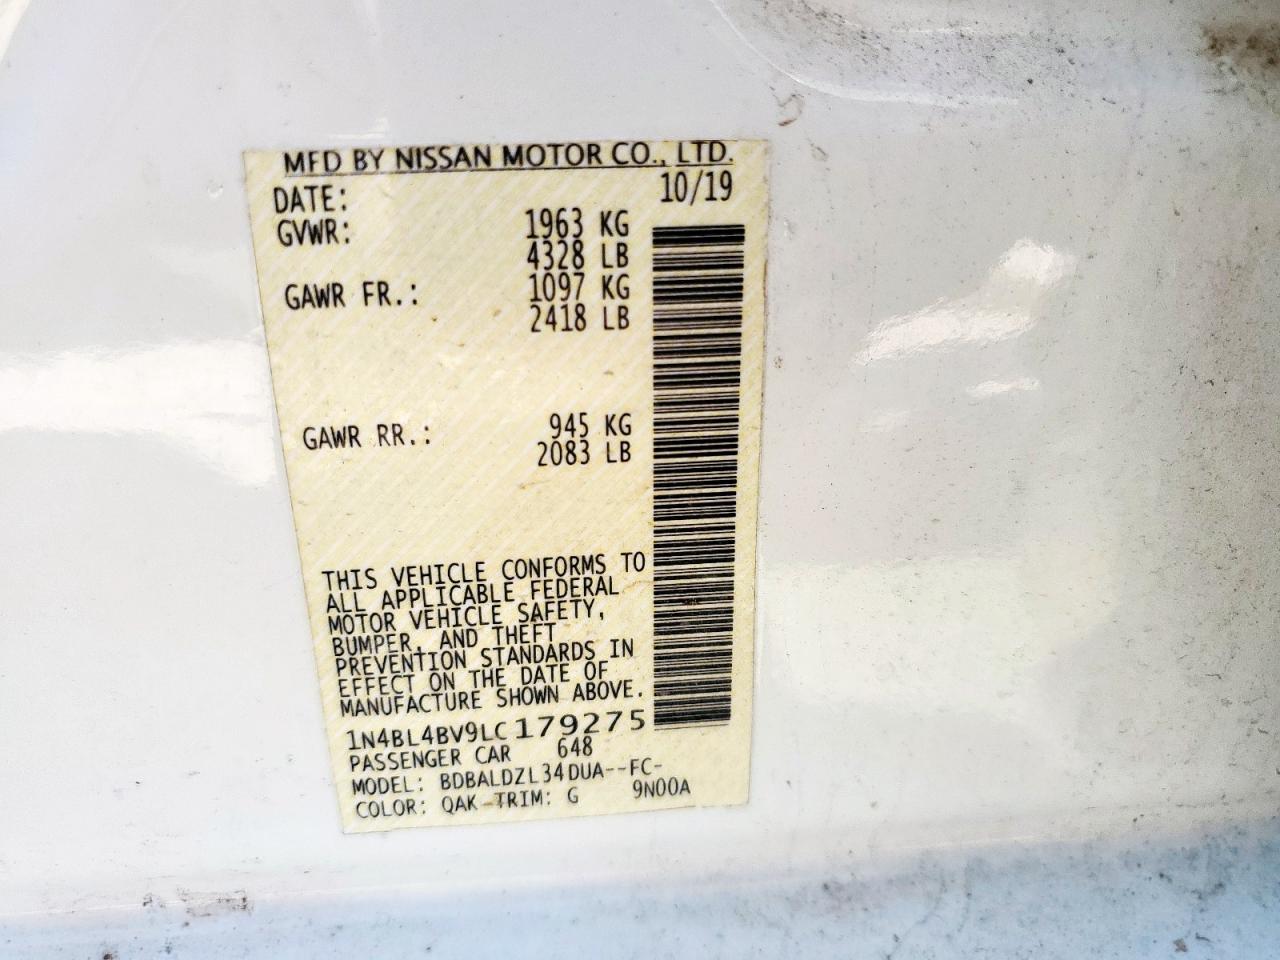 MFD BY NISSAN MOTOR CO., LTD.
DATE: 10/19
GVWR: 1963 KG
4328 LB
GAWR FR.: 1097 KG
2418 LB
GAWR RR.: 945 KG
2083 LB
THIS VEHICLE CONFORMS TO
ALL APPLICABLE FEDERAL
MOTOR VEHICLE SAFETY,
BUMPER, AND THEFT
PREVENTION STANDARDS IN
EFFECT ON THE DATE OF
MANUFACTURE SHOWN ABOVE.
1N4BL4BV9LC179275
PASSENGER CAR 648
MODEL: BDBALDZL34DUA--FC-
COLOR: QAK TRIM: G 9N00A